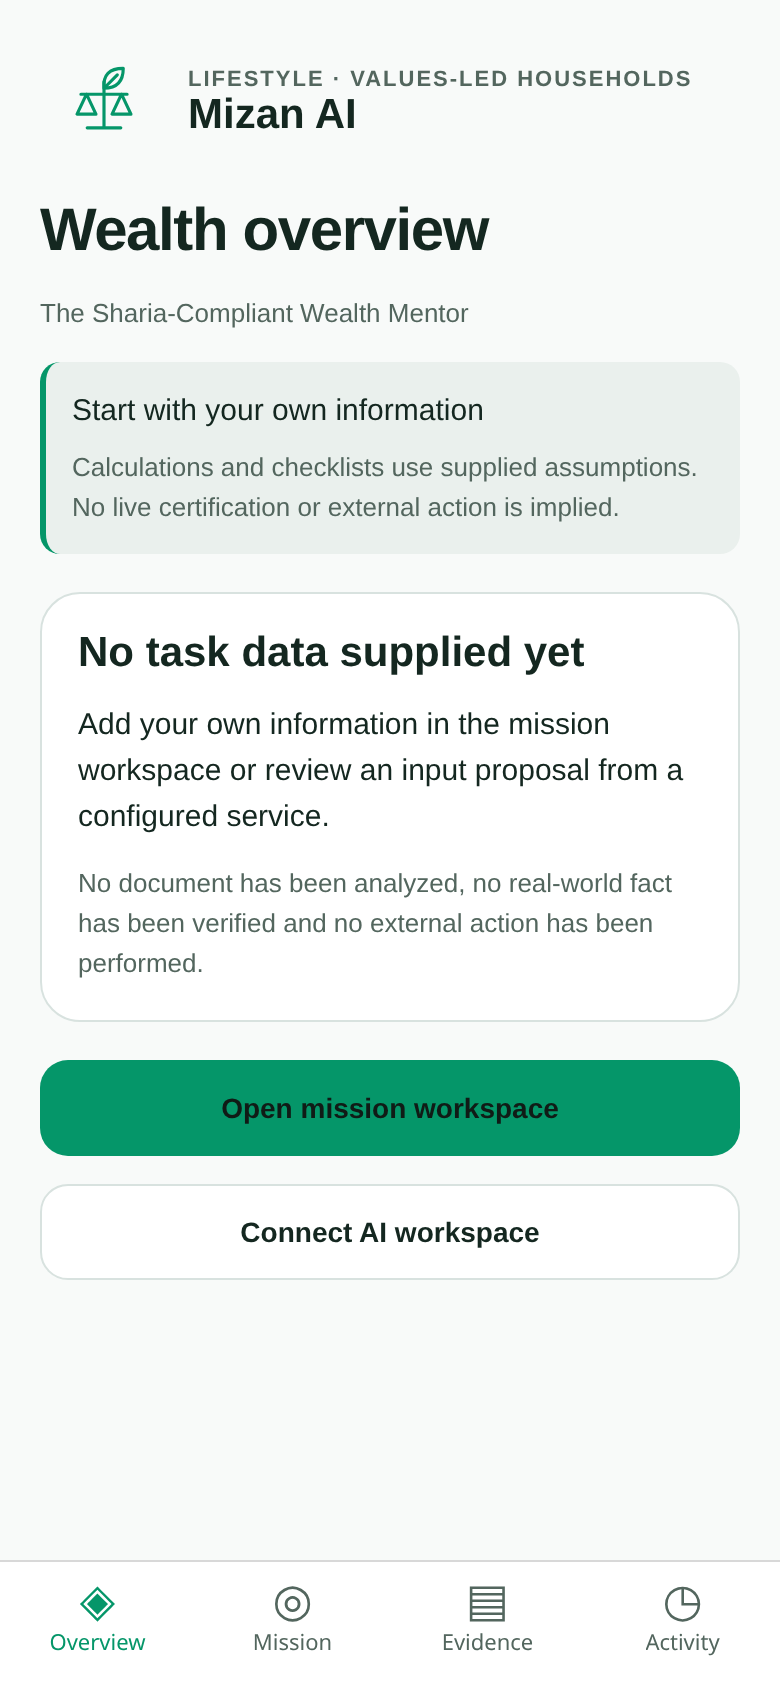 LIFESTYLE · VALUES-LED HOUSEHOLDS
Mizan AI
Wealth overview
The Sharia-Compliant Wealth Mentor
Start with your own information
Calculations and checklists use supplied assumptions.
No live certification or external action is implied.
No task data supplied yet
Add your own information in the mission
workspace or review an input proposal from a
configured service.
No document has been analyzed, no real-world fact
has been verified and no external action has been
performed.
Open mission workspace
Connect AI workspace
Overview
Mission
Evidence
Activity